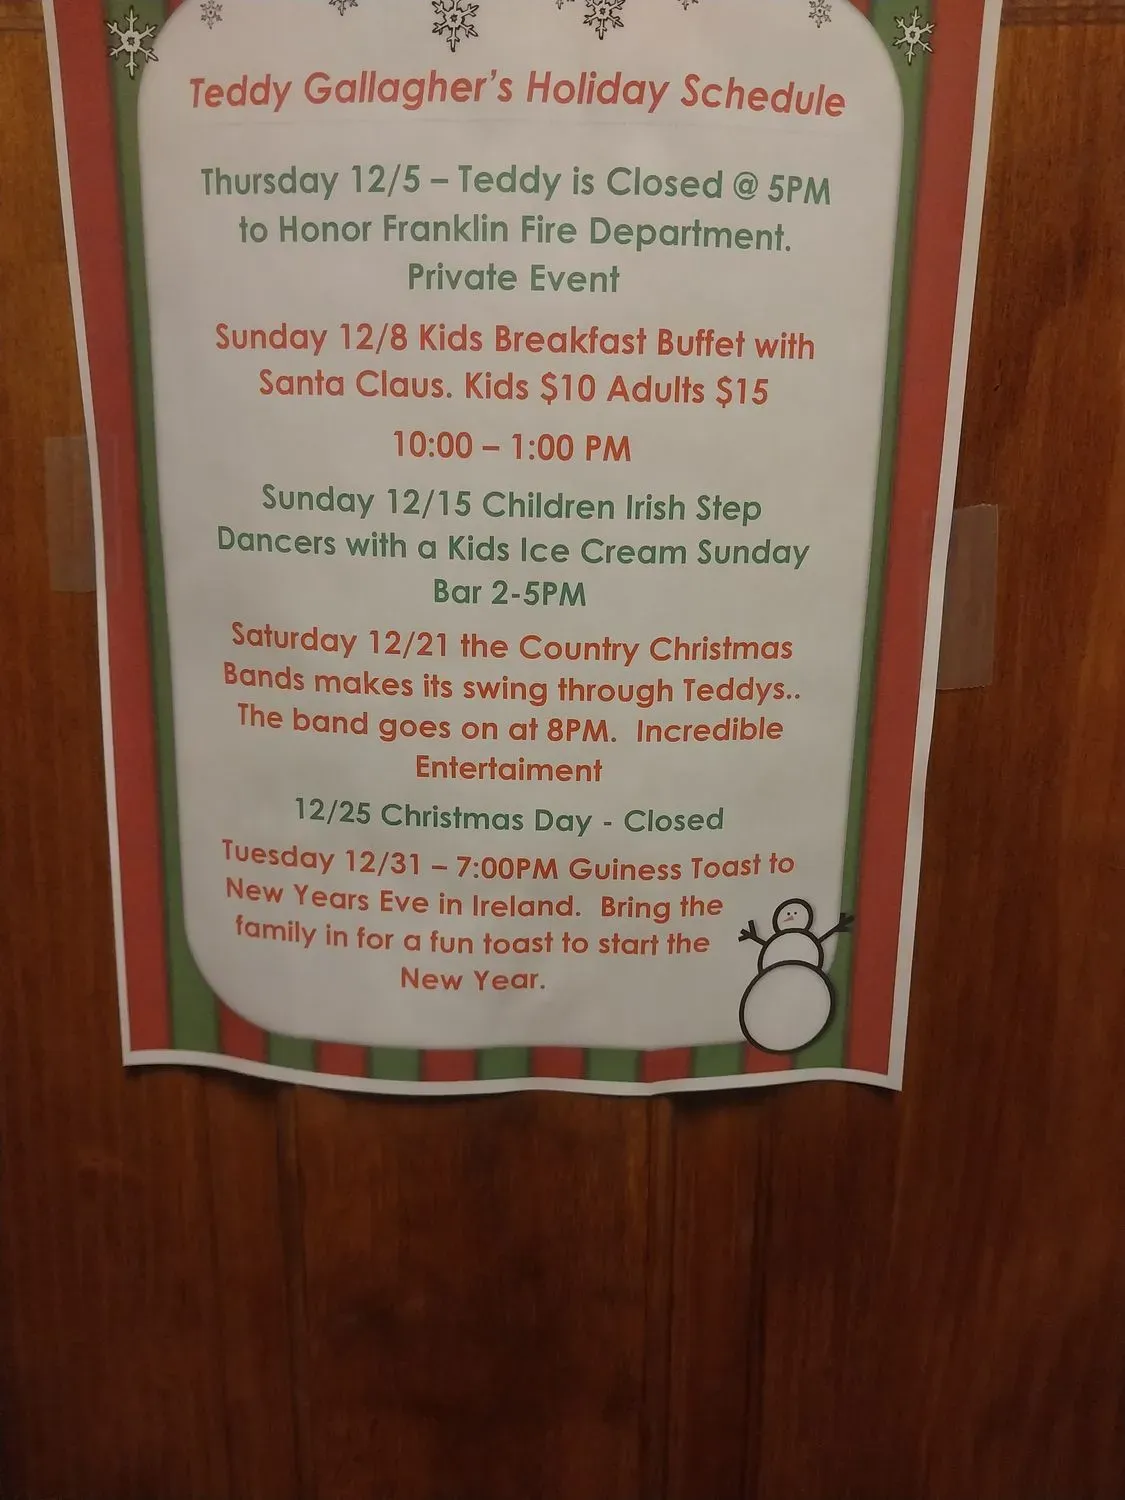 Teddy Gallagher's Holiday Schedule
Thursday 12/5 – Teddy is Closed @ 5PM
to Honor Franklin Fire Department.
Private Event
Sunday 12/8 Kids Breakfast Buffet with
Santa Claus. Kids $10 Adults $15
10:00 – 1:00 PM
Sunday 12/15 Children Irish Step
Dancers with a Kids Ice Cream Sunday
Bar 2-5PM
Saturday 12/21 the Country Christmas
Bands makes its swing through Teddys..
The band goes on at 8PM.  Incredible
Entertaiment
12/25 Christmas Day - Closed
Tuesday 12/31 – 7:00PM Guiness Toast to
New Years Eve in Ireland.  Bring the
family in for a fun toast to start the
New Year.